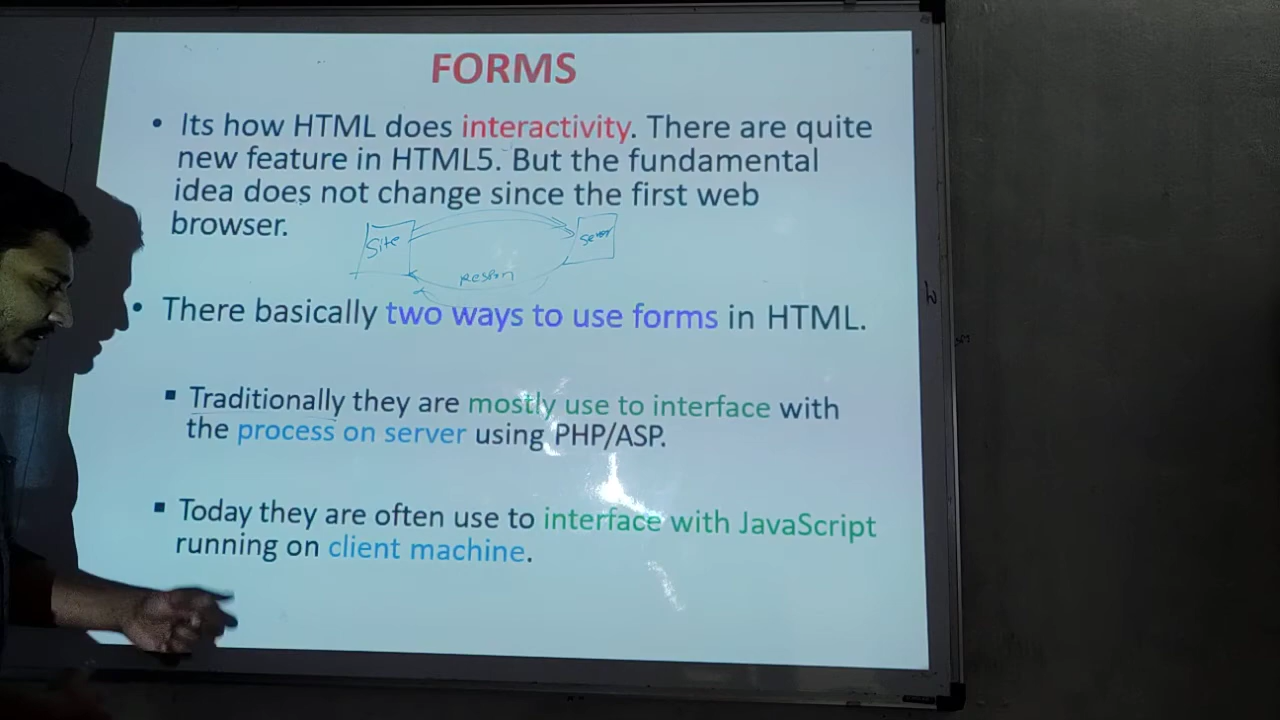 FORMS
• Its how HTML does interactivity. There are quite
new feature in HTML5. But the fundamental
idea does not change since the first web
browser.
Site
Server
Respon
• There basically two ways to use forms in HTML.
▪ Traditionally they are mostly use to interface with
the process on server using PHP/ASP.
▪ Today they are often use to interface with JavaScript
running on client machine.